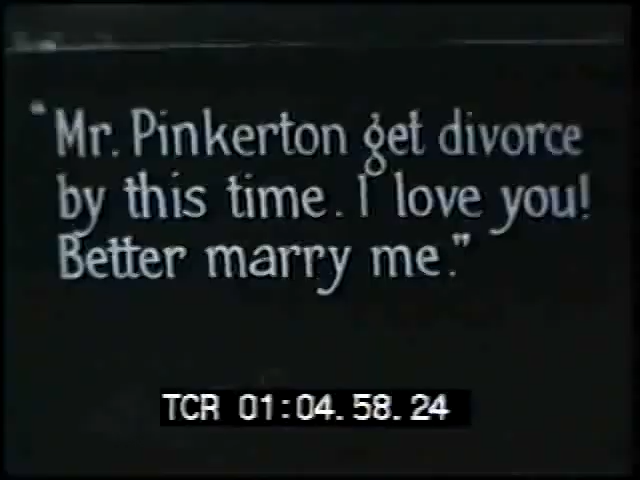 "Mr. Pinkerton get divorce
by this time. I love you!
Better marry me."
TCR 01:04.58.24